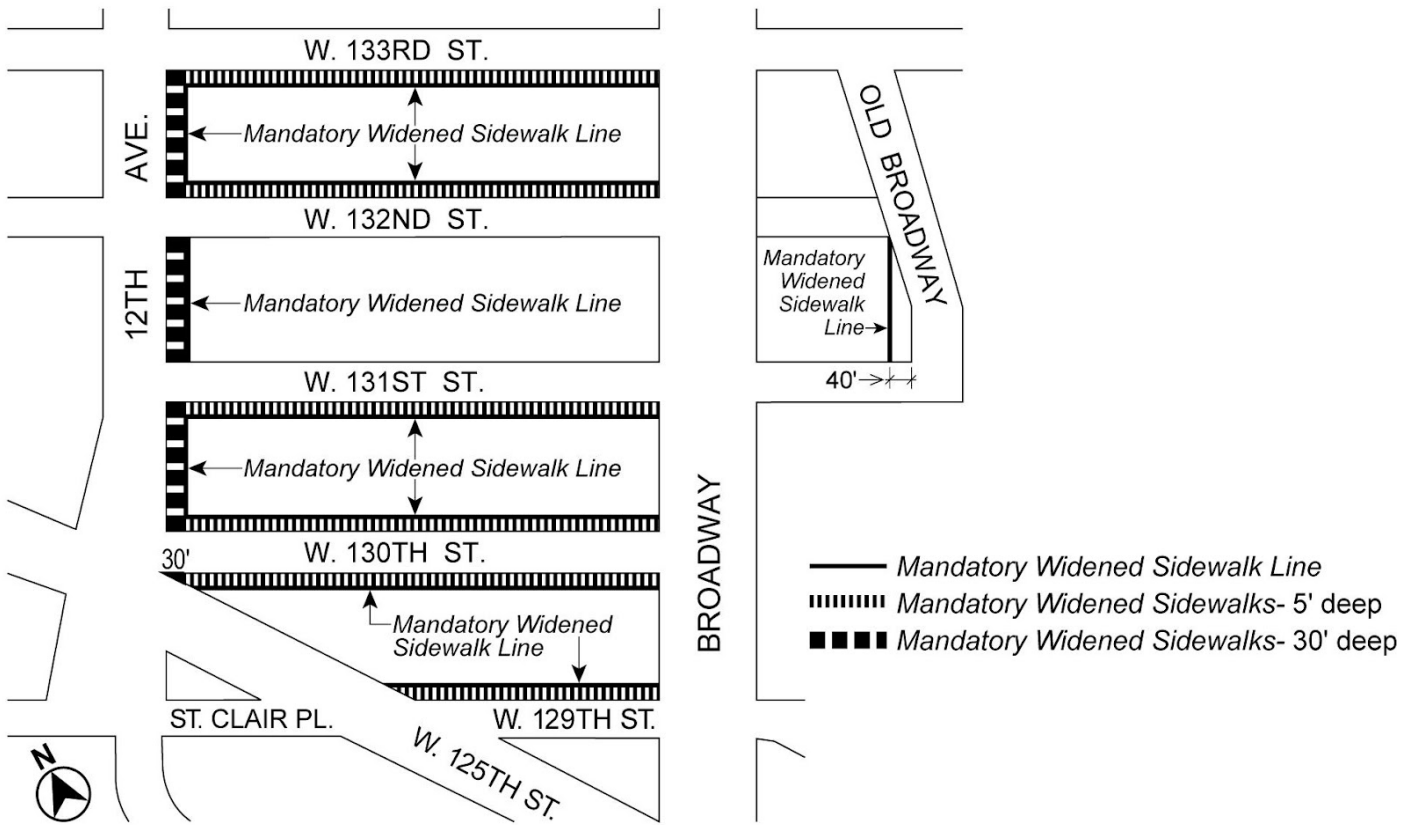 W. 133RD ST.
AVE.
Mandatory Widened Sidewalk Line
OLD BROADWAY
W. 132ND ST.
12TH
Mandatory Widened Sidewalk Line
Mandatory
Widened
Sidewalk
Line
W. 131ST ST.
40'
Mandatory Widened Sidewalk Line
BROADWAY
W. 130TH ST.
30'
Mandatory Widened
Sidewalk Line
ST. CLAIR PL.
W. 129TH ST.
W. 125TH ST.
N
Mandatory Widened Sidewalk Line
Mandatory Widened Sidewalks- 5' deep
Mandatory Widened Sidewalks- 30' deep